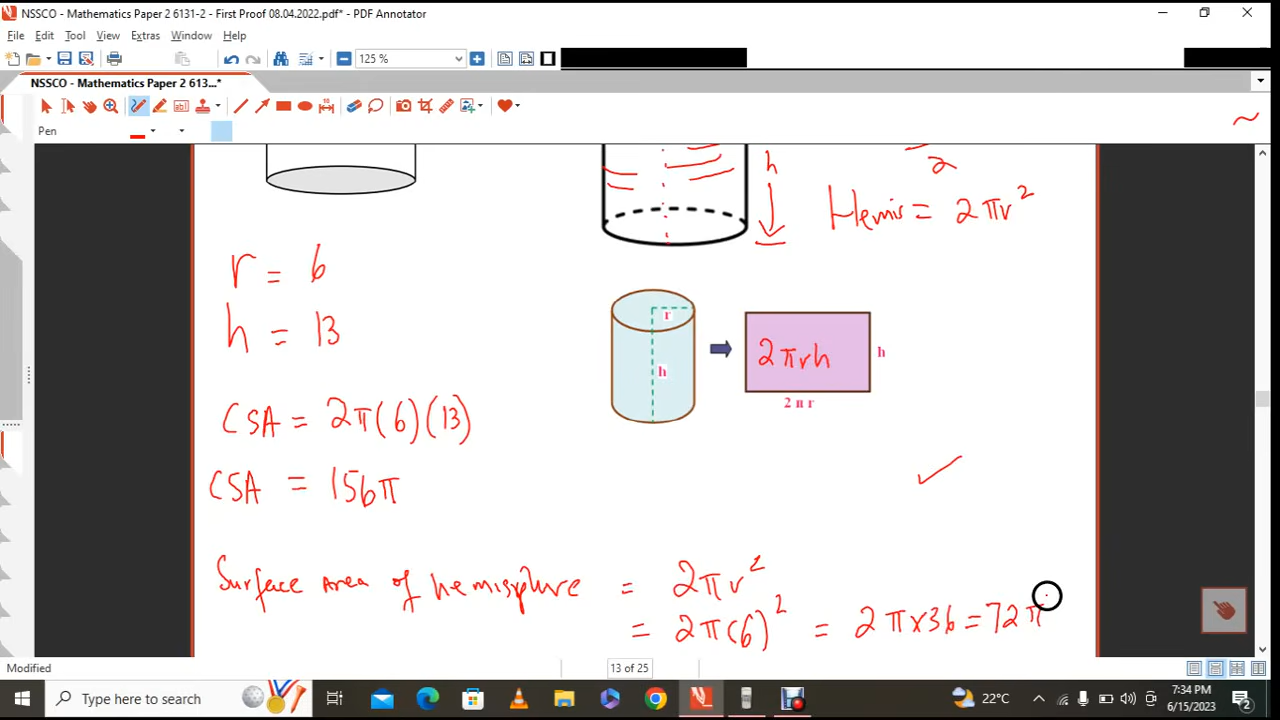 NSSCO - Mathematics Paper 2 6131-2 - First Proof 08.04.2022.pdf* - PDF Annotator
File Edit Tool View Extras Window Help
125 %
NSSCO - Mathematics Paper 2 613...*
Pen
h
2
Hemis = 2πr²
r = 6
h = 13
r
h
2πrh
h
2 π r
CSA = 2π(6)(13)
CSA = 156π
Surface Area of hemisphere = 2πr²
= 2π(6)² = 2π×36 = 72π
Modified
13 of 25
Type here to search
22°C
7:34 PM
6/15/2023
2